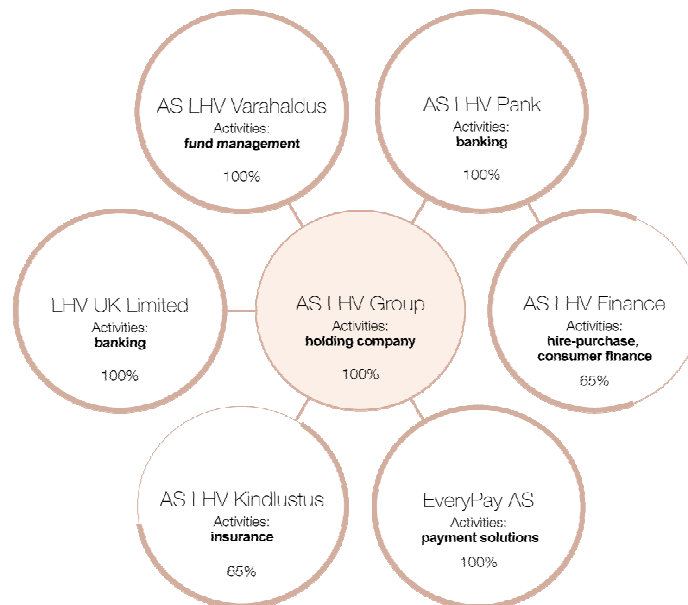 AS LHV Varahaldus
Activities:
fund management
100%
AS LHV Pank
Activities:
banking
100%
LHV UK Limited
Activities:
banking
100%
AS LHV Group
Activities:
holding company
100%
AS LHV Finance
Activities:
hire-purchase,
consumer finance
65%
AS LHV Kindlustus
Activities:
insurance
65%
EveryPay AS
Activities:
payment solutions
100%